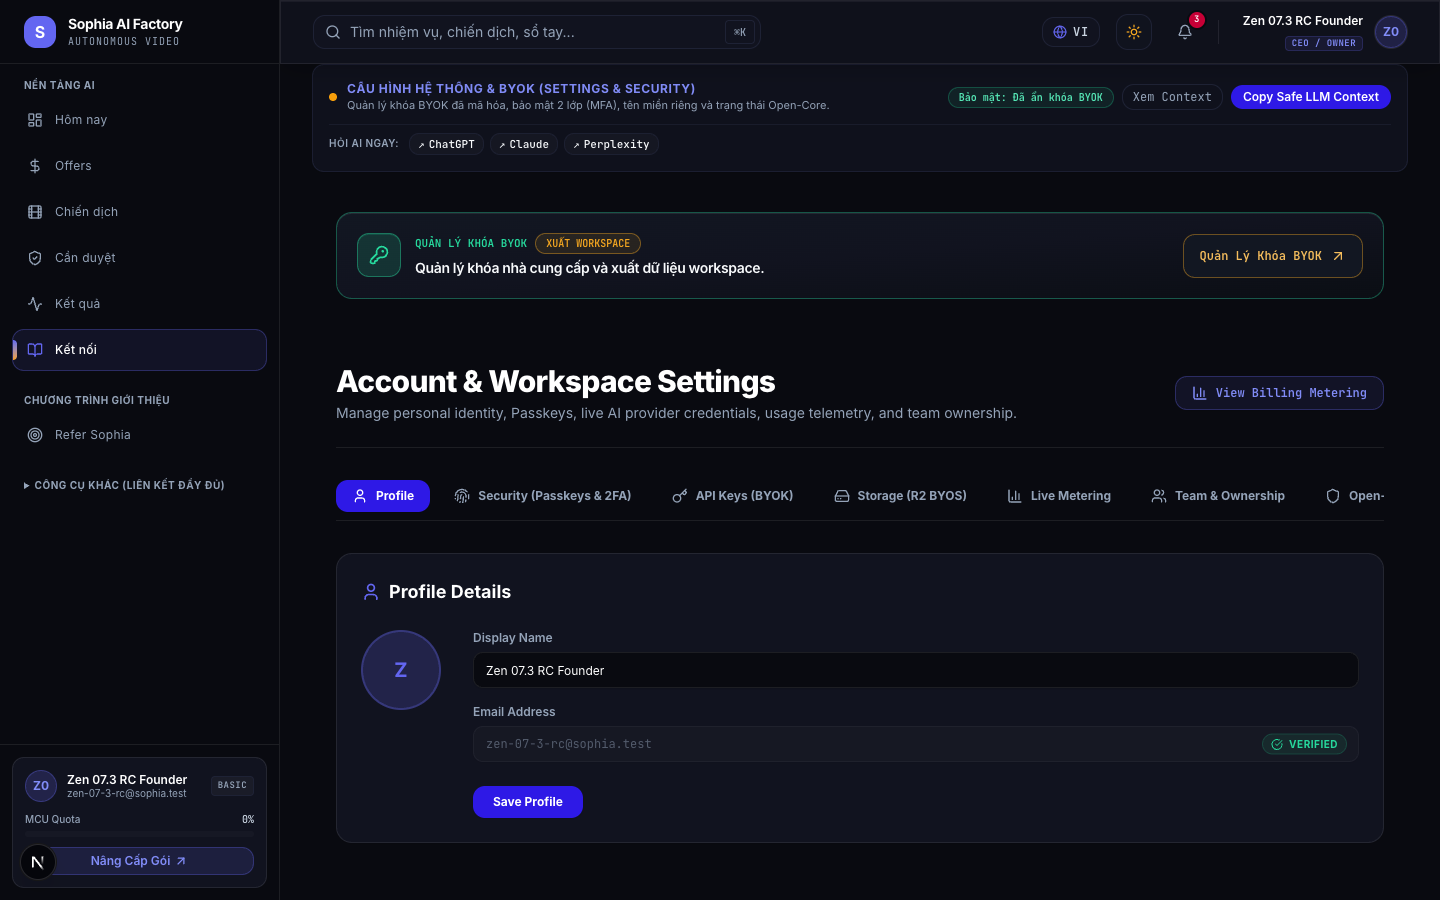 S
Sophia AI Factory
AUTONOMOUS VIDEO
NỀN TẢNG AI
Hôm nay
Offers
Chiến dịch
Cần duyệt
Kết quả
Kết nối
CHƯƠNG TRÌNH GIỚI THIỆU
Refer Sophia
CÔNG CỤ KHÁC (LIÊN KẾT ĐẦY ĐỦ)
Z0
Zen 07.3 RC Founder
zen-07-3-rc@sophia.test
BASIC
MCU Quota
0%
N
Nâng Cấp Gói
Tìm nhiệm vụ, chiến dịch, sổ tay...
⌘K
VI
3
Zen 07.3 RC Founder
CEO / OWNER
Z0
CẤU HÌNH HỆ THỐNG & BYOK (SETTINGS & SECURITY)
Quản lý khóa BYOK đã mã hóa, bảo mật 2 lớp (MFA), tên miền riêng và trạng thái Open-Core.
Bảo mật: Đã ẩn khóa BYOK
Xem Context
Copy Safe LLM Context
HỎI AI NGAY:
↗ ChatGPT
↗ Claude
↗ Perplexity
QUẢN LÝ KHÓA BYOK
XUẤT WORKSPACE
Quản lý khóa nhà cung cấp và xuất dữ liệu workspace.
Quản Lý Khóa BYOK
Account & Workspace Settings
Manage personal identity, Passkeys, live AI provider credentials, usage telemetry, and team ownership.
View Billing Metering
Profile
Security (Passkeys & 2FA)
API Keys (BYOK)
Storage (R2 BYOS)
Live Metering
Team & Ownership
Open-
Profile Details
Z
Display Name
Zen 07.3 RC Founder
Email Address
zen-07-3-rc@sophia.test
VERIFIED
Save Profile